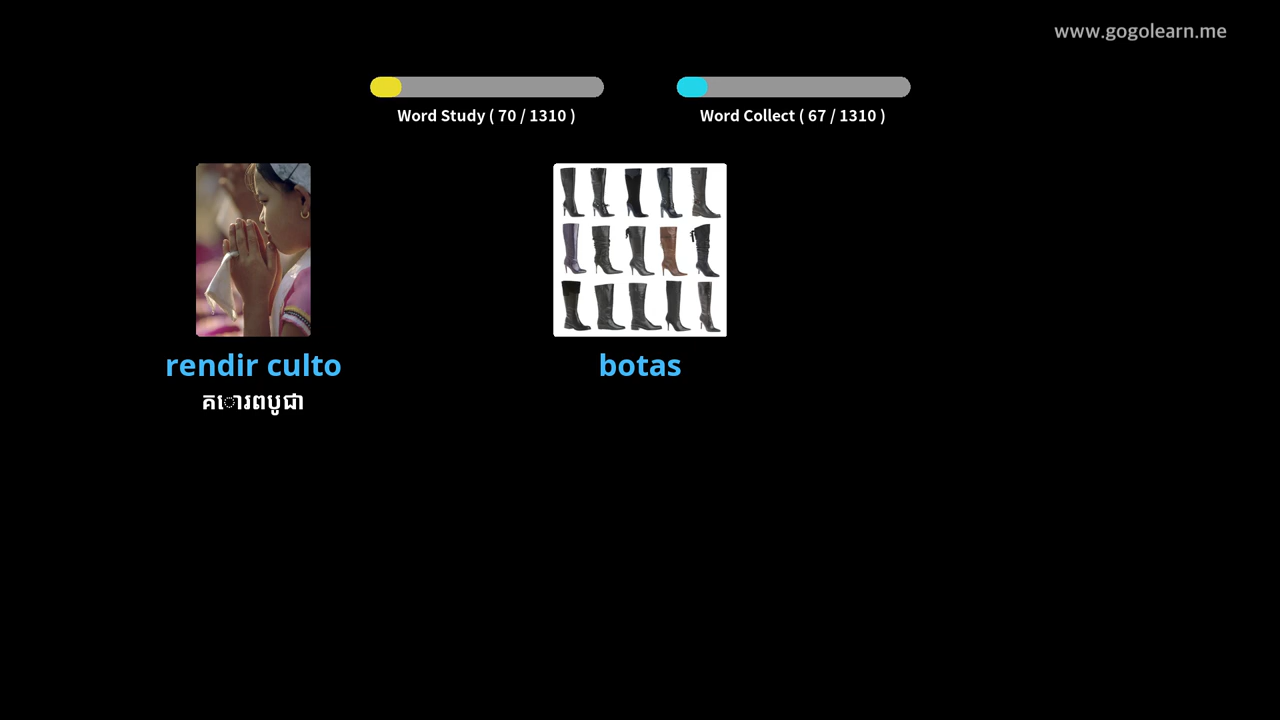 www.gogolearn.me
Word Study ( 70 / 1310 )
Word Collect ( 67 / 1310 )
rendir culto
botas
គោរពបូជា